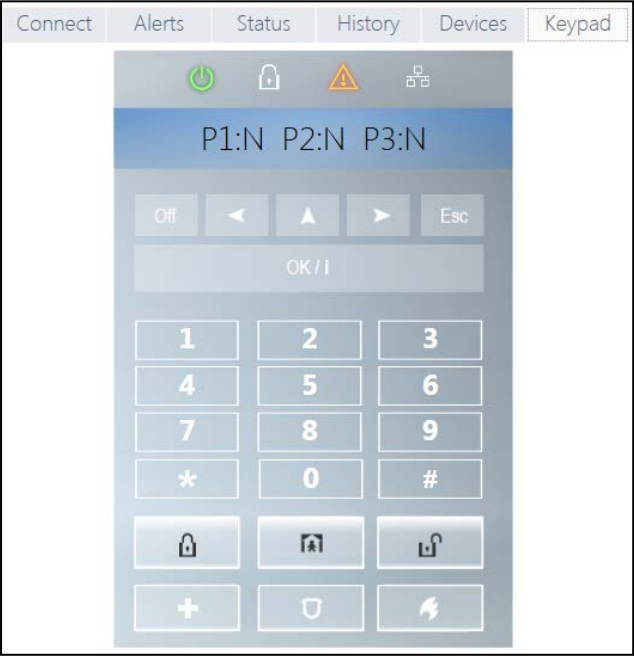 Connect Alerts Status History Devices Keypad
P1:N P2:N P3:N
Off Esc
OK / i
1 2 3
4 5 6
7 8 9
* 0 #